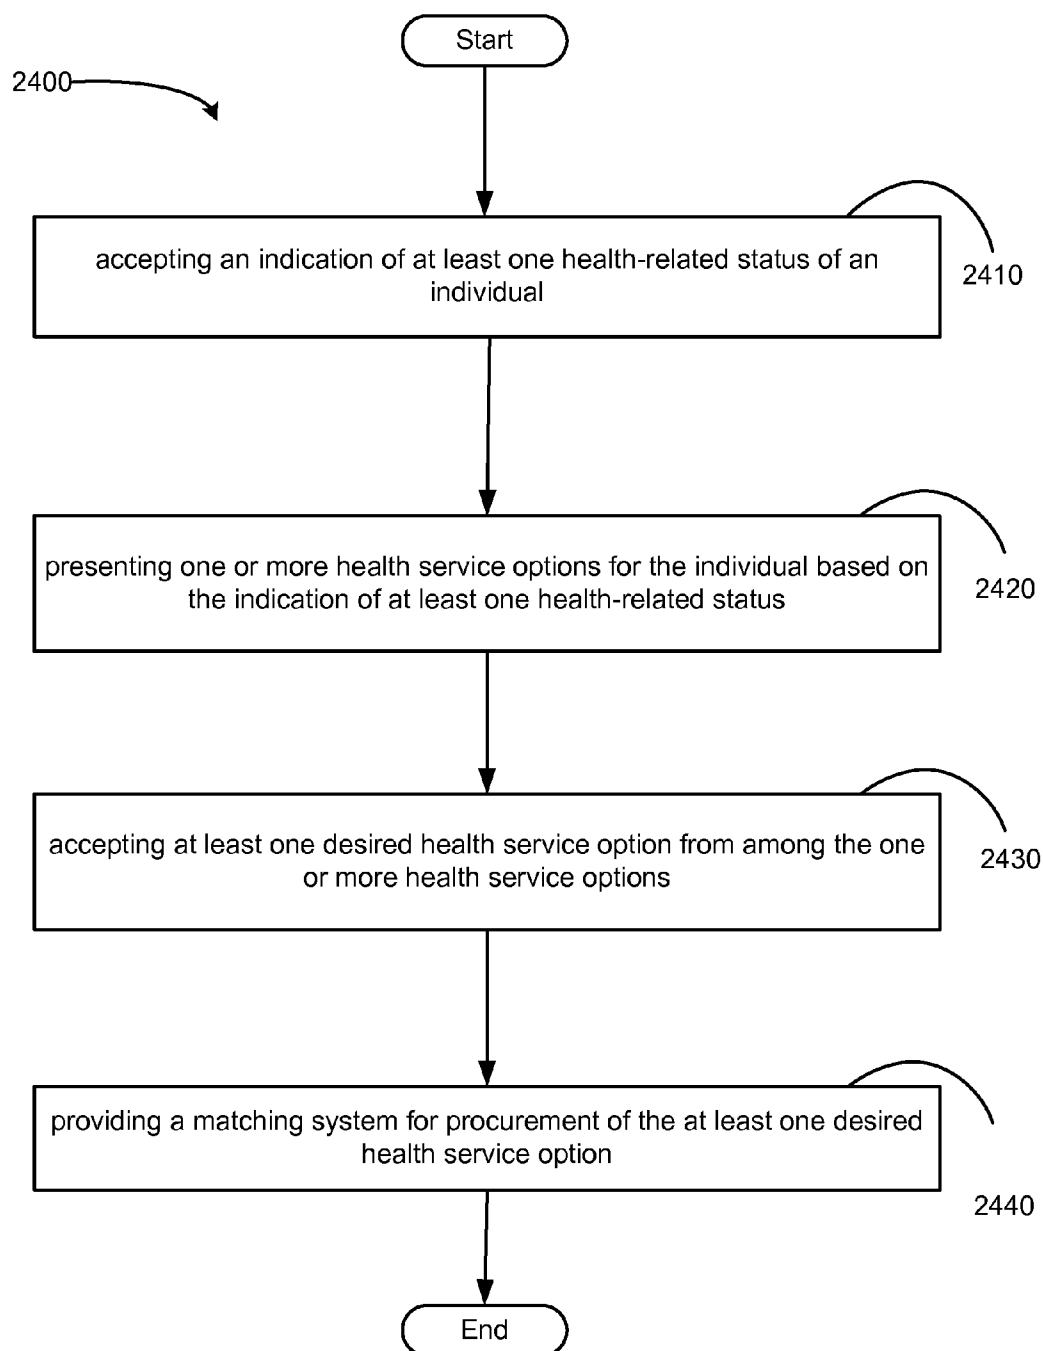 Start
2400
accepting an indication of at least one health-related status of an
individual
2410
presenting one or more health service options for the individual based on
the indication of at least one health-related status
2420
accepting at least one desired health service option from among the one
or more health service options
2430
providing a matching system for procurement of the at least one desired
health service option
2440
End